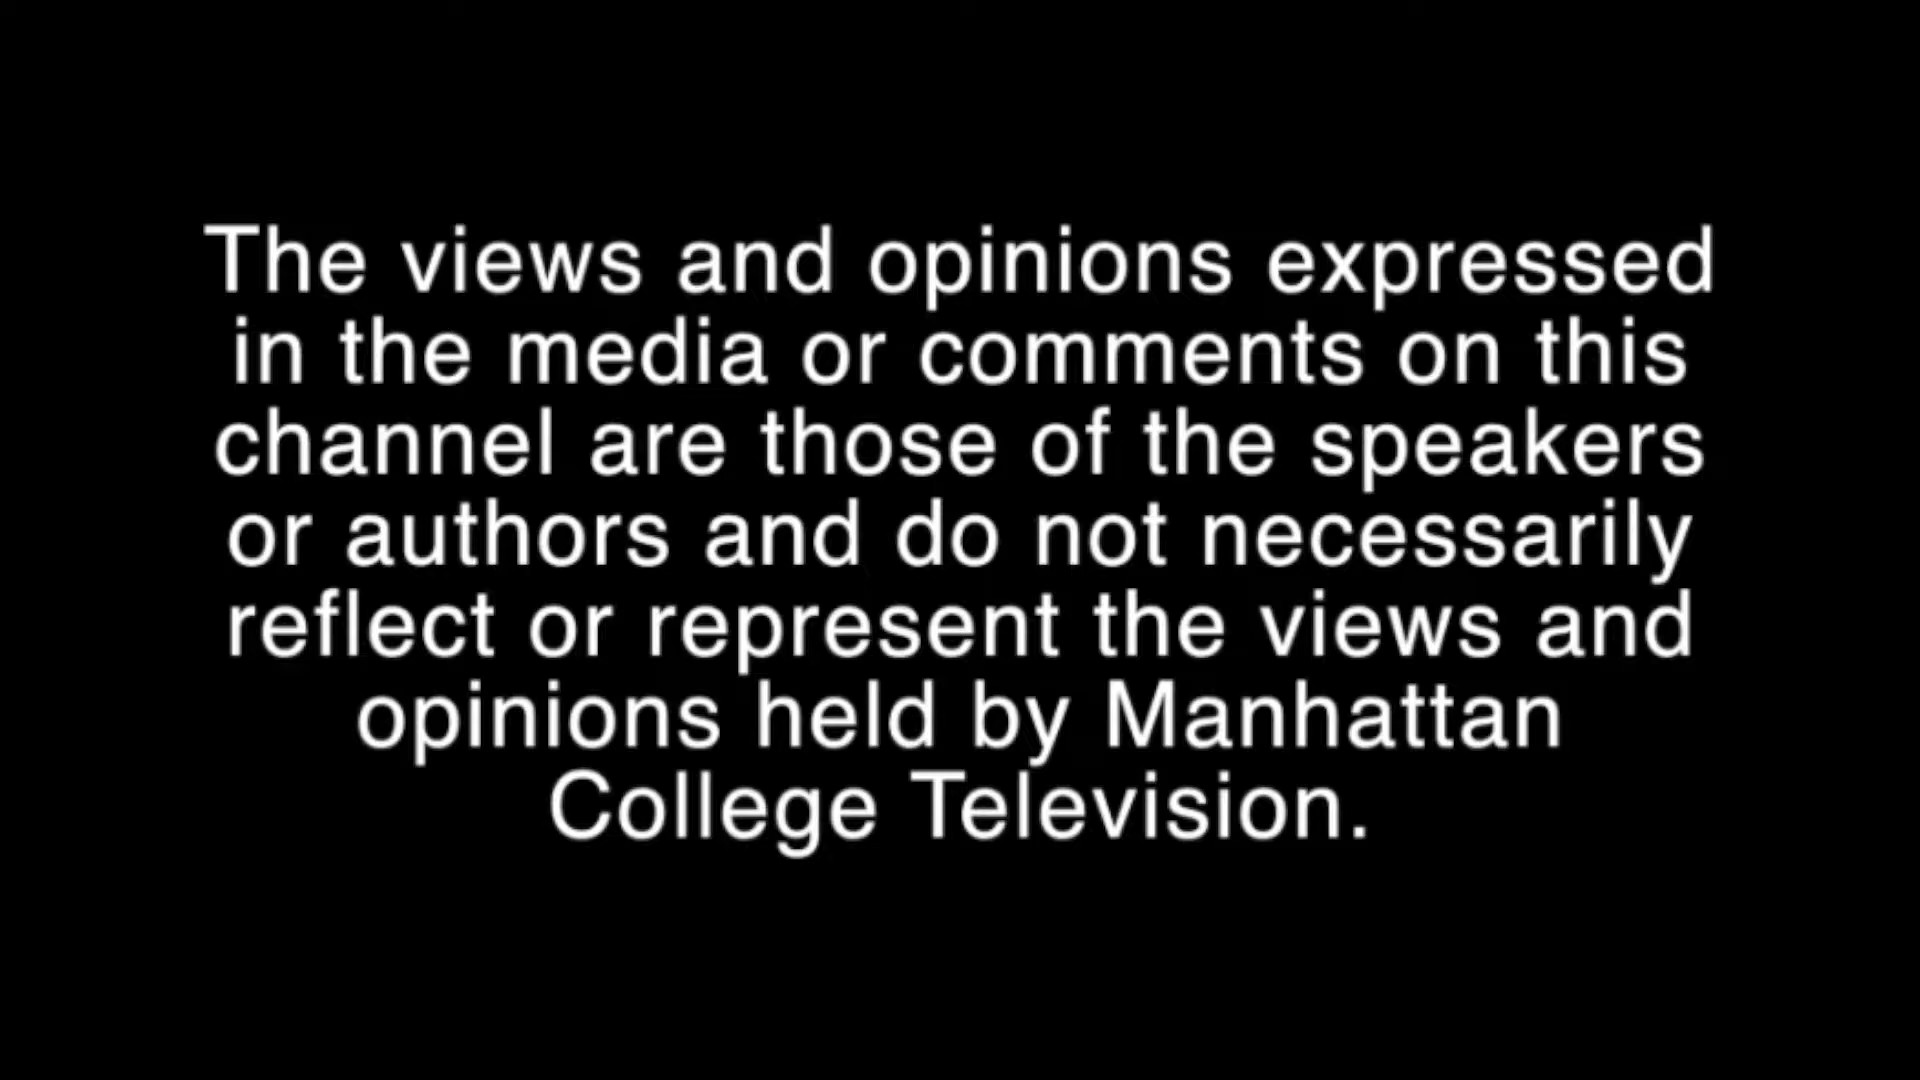 The views and opinions expressed
in the media or comments on this
channel are those of the speakers
or authors and do not necessarily
reflect or represent the views and
opinions held by Manhattan
College Television.